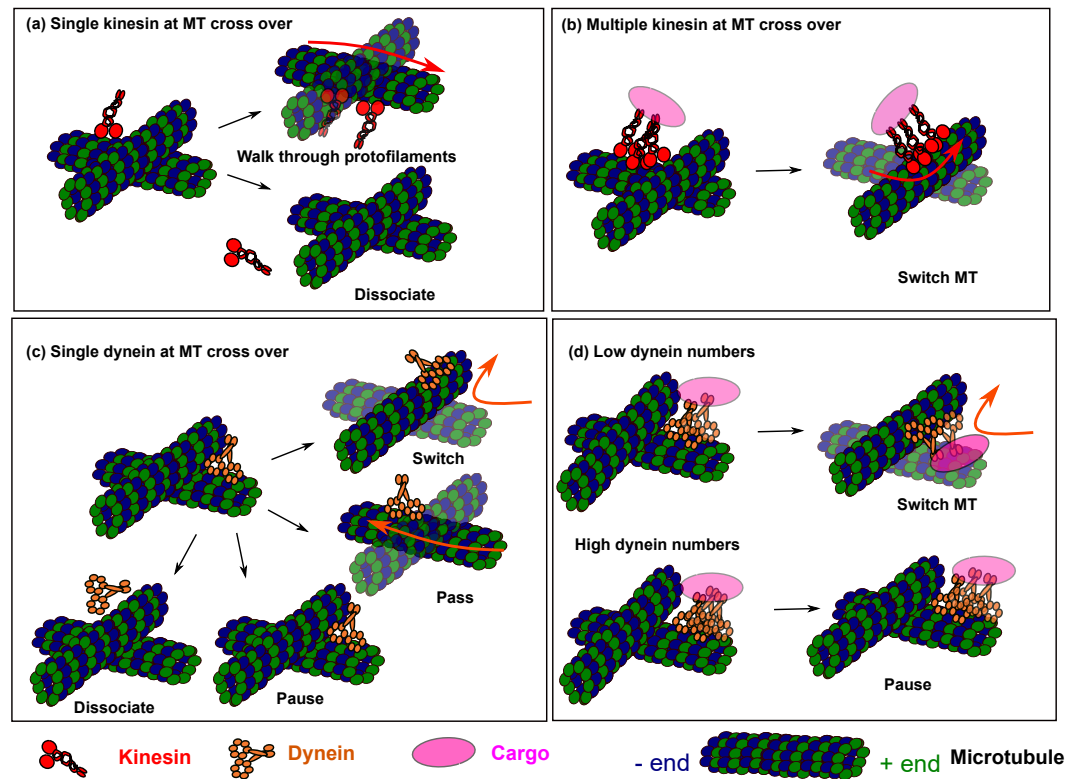 (a) Single kinesin at MT cross over
Walk through protofilaments
Dissociate
(b) Multiple kinesin at MT cross over
Switch MT
(c) Single dynein at MT cross over
Switch
Pass
Dissociate
Pause
(d) Low dynein numbers
Switch MT
High dynein numbers
Pause
Kinesin
Dynein
Cargo
- end
+ end
Microtubule